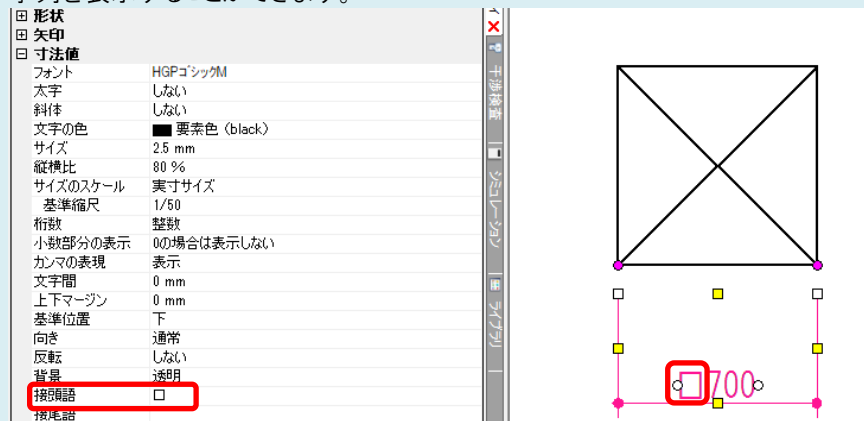 形状
矢印
寸法値
フォント HGPゴシックM
太字 しない
斜体 しない
文字の色 要素色（black）
サイズ 2.5 mm
縦横比 80 %
サイズのスケール 実寸サイズ
基準縮尺 1/50
桁数 整数
小数部分の表示 0の場合は表示しない
カンマの表現 表示
文字間 0 mm
上下マージン 0 mm
基準位置 下
向き 通常
反転 しない
背景 透明
接頭語 □
接尾語
干渉検査
シミュレーション
ライブラリ
□700